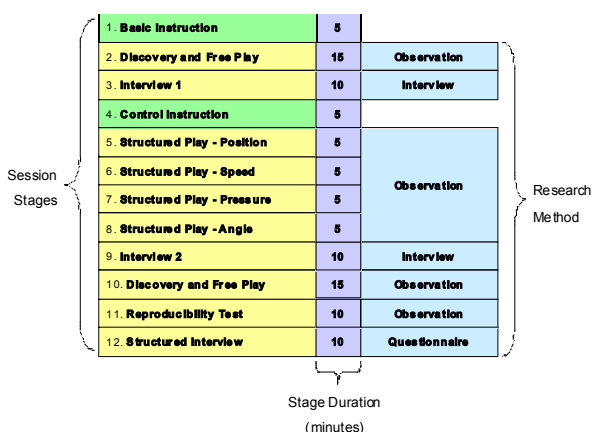 1. Basic Instruction 5
2. Discovery and Free Play 15 Observation
3. Interview 1 10 Interview
4. Control Instruction 5
5. Structured Play - Position 5
6. Structured Play - Speed 5
Observation
7. Structured Play - Pressure 5
8. Structured Play - Angle 5
9. Interview 2 10 Interview
10. Discovery and Free Play 15 Observation
11. Reproducibility Test 10 Observation
12. Structured Interview 10 Questionnaire
Session
Stages
Research
Method
Stage Duration
(minutes)